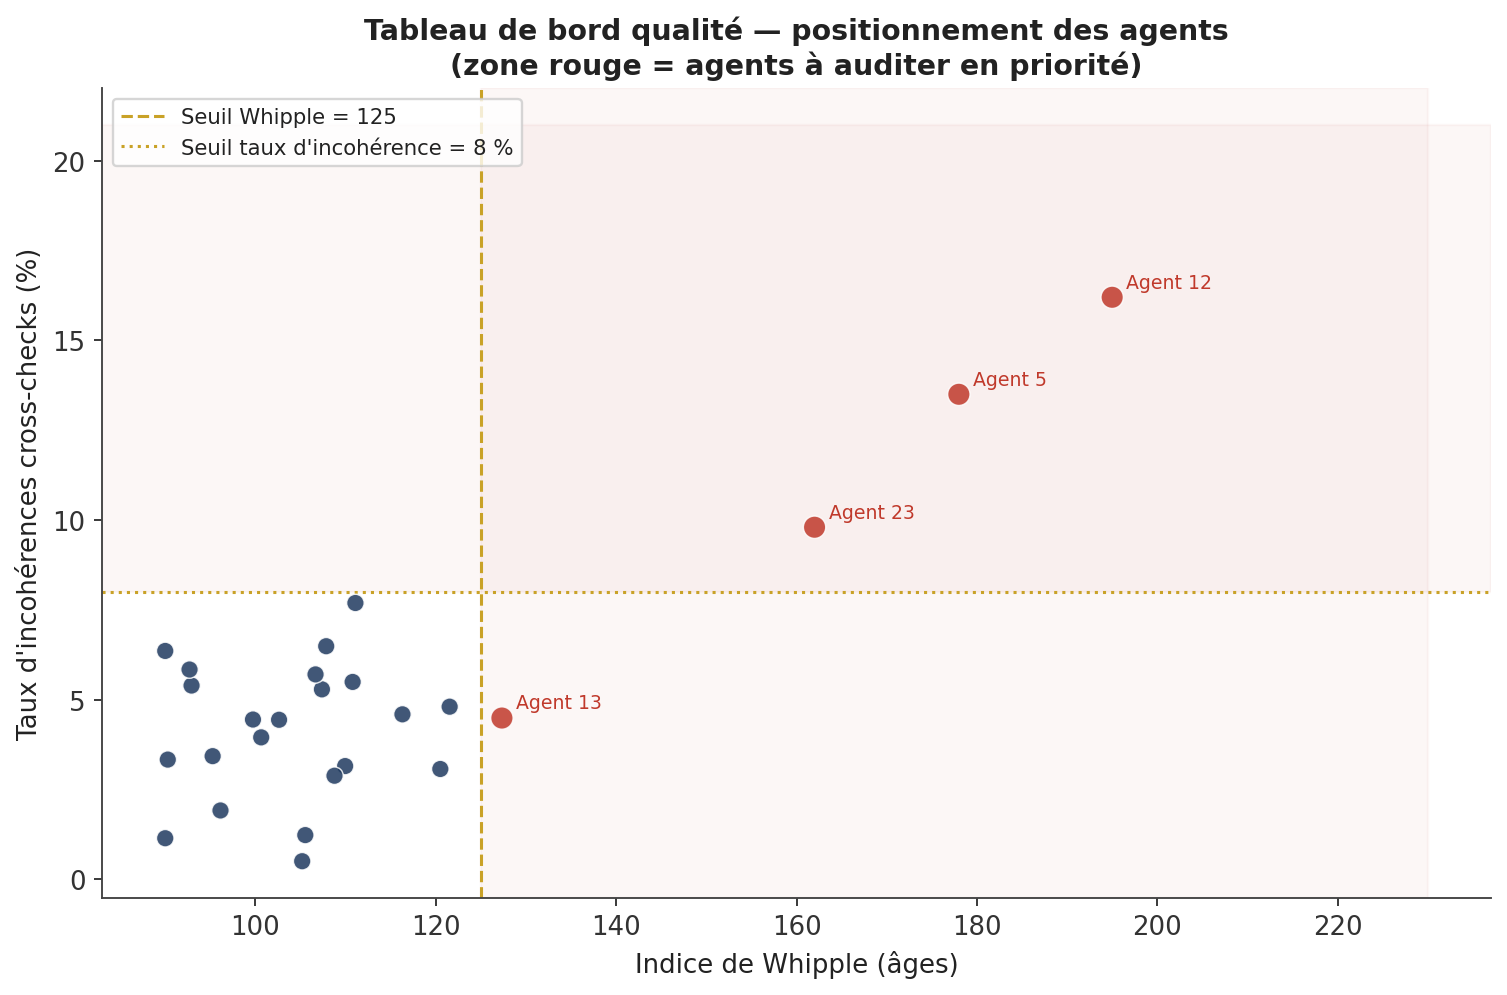 Tableau de bord qualité — positionnement des agents
(zone rouge = agents à auditer en priorité)
Seuil Whipple = 125
Seuil taux d'incohérence = 8 %
Taux d'incohérences cross-checks (%)
20
15
10
5
0
Agent 12
Agent 5
Agent 23
Agent 13
100
120
140
160
180
200
220
Indice de Whipple (âges)